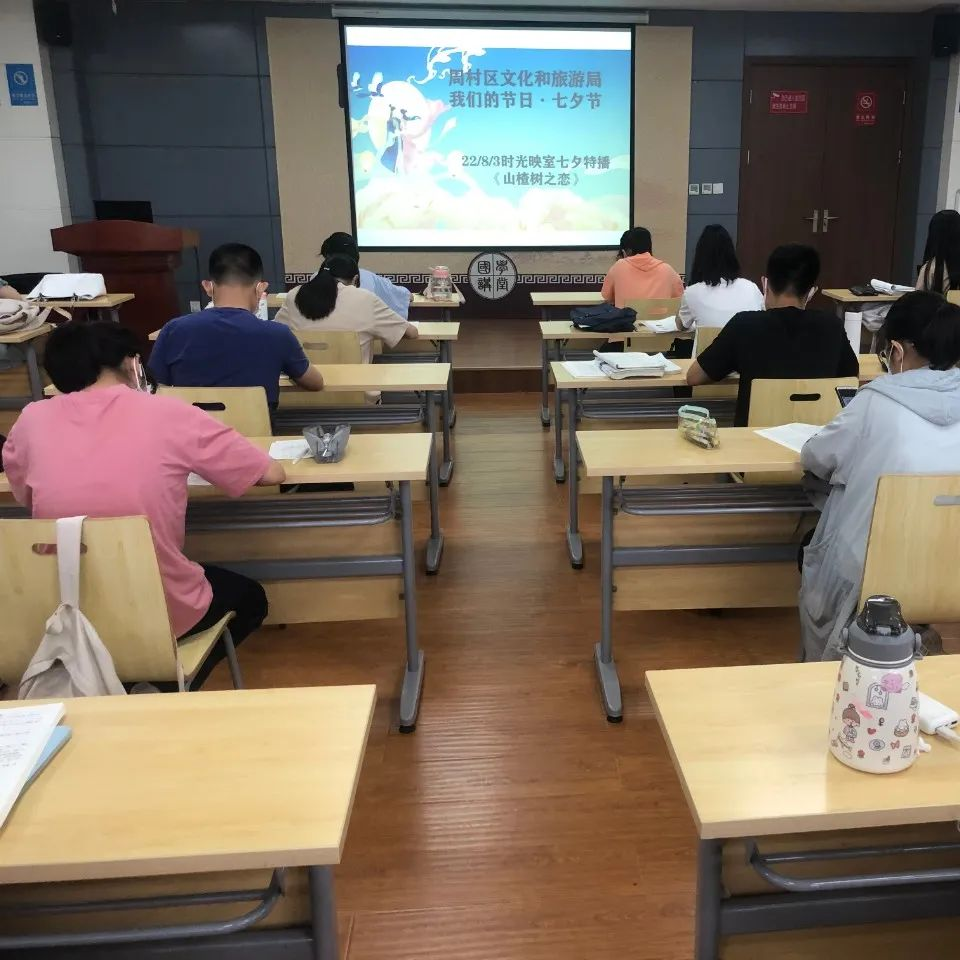 周村区文化和旅游局
我们的节日·七夕节
22/8/3时光映室七夕特播
《山楂树之恋》
國學
講堂